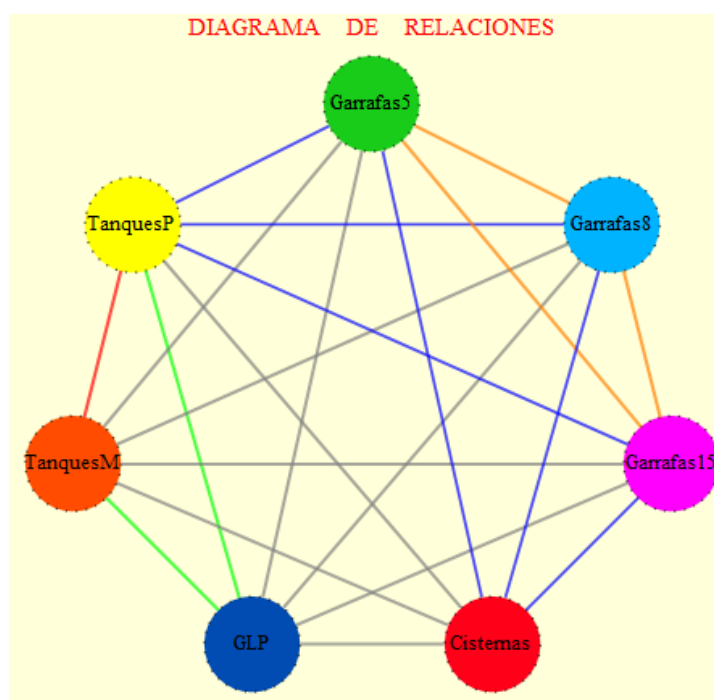 DIAGRAMA DE RELACIONES
Garrafas5
TanquesP
Garrafas8
TanquesM
Garrafas15
GLP
Cisternas